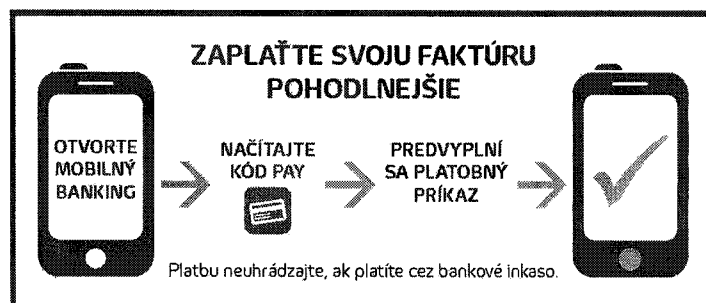 ZAPLAŤTE SVOJU FAKTÚRU
POHODLNEJŠIE
OTVORTE
MOBILNÝ
BANKING
NAČÍTAJTE
KÓD PAY
PREDVYPLNÍ
SA PLATOBNÝ
PRÍKAZ
Platbu neuhrádzajte, ak platíte cez bankové inkaso.